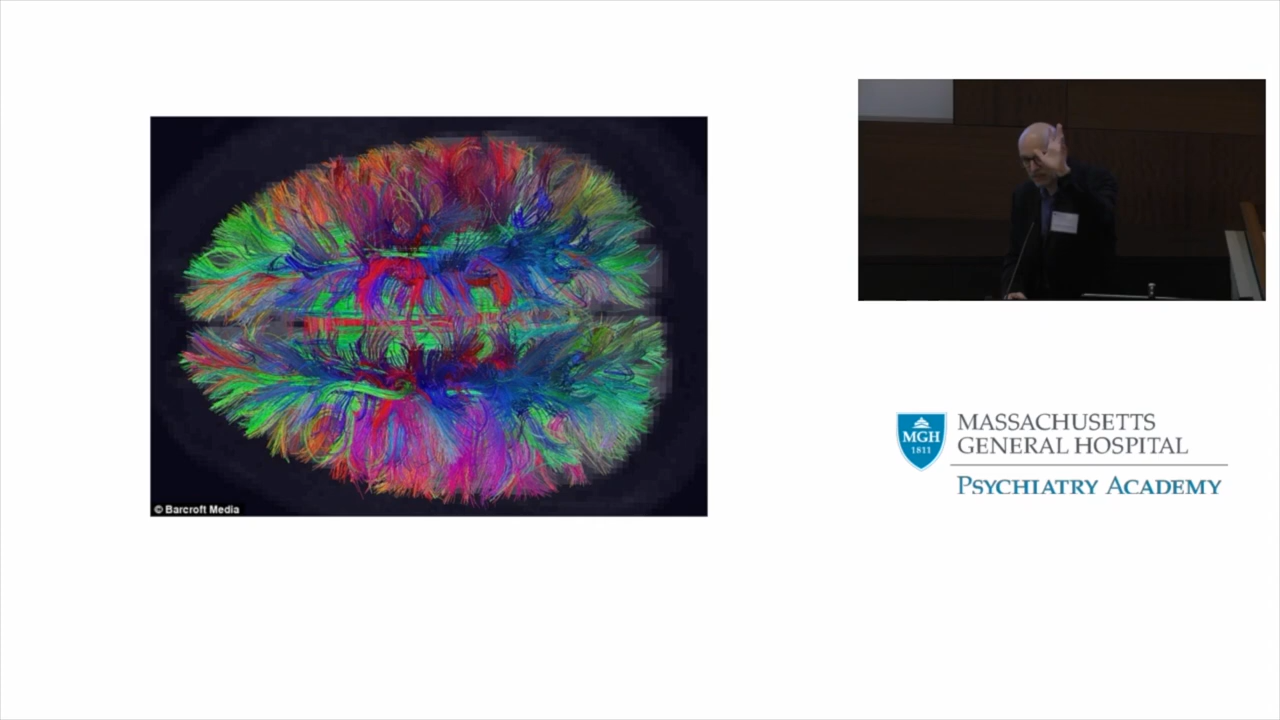 © Barcroft Media
MGH
1811
MASSACHUSETTS
GENERAL HOSPITAL
PSYCHIATRY ACADEMY